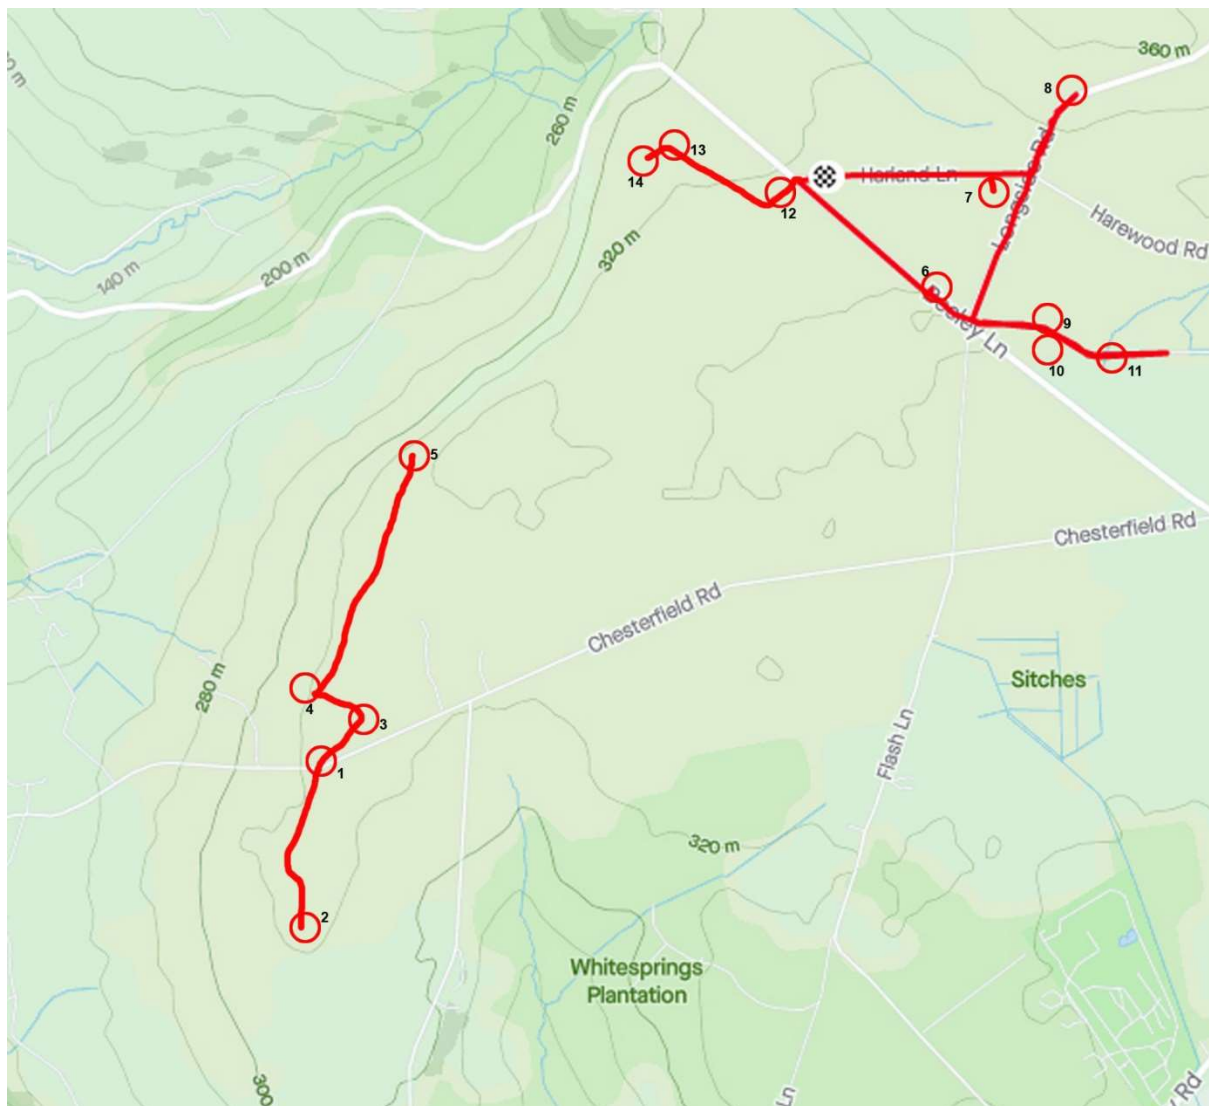 360 m
260 m
8
13
14
Harland Ln
12
7
Longside Rd
Harewood Rd
320 m
200 m
140 m
6
Beeley Ln
9
10
11
5
Chesterfield Rd
Chesterfield Rd
280 m
4
3
1
Sitches
Flash Ln
320 m
2
Whitesprings
Plantation
300
Ln
Rd